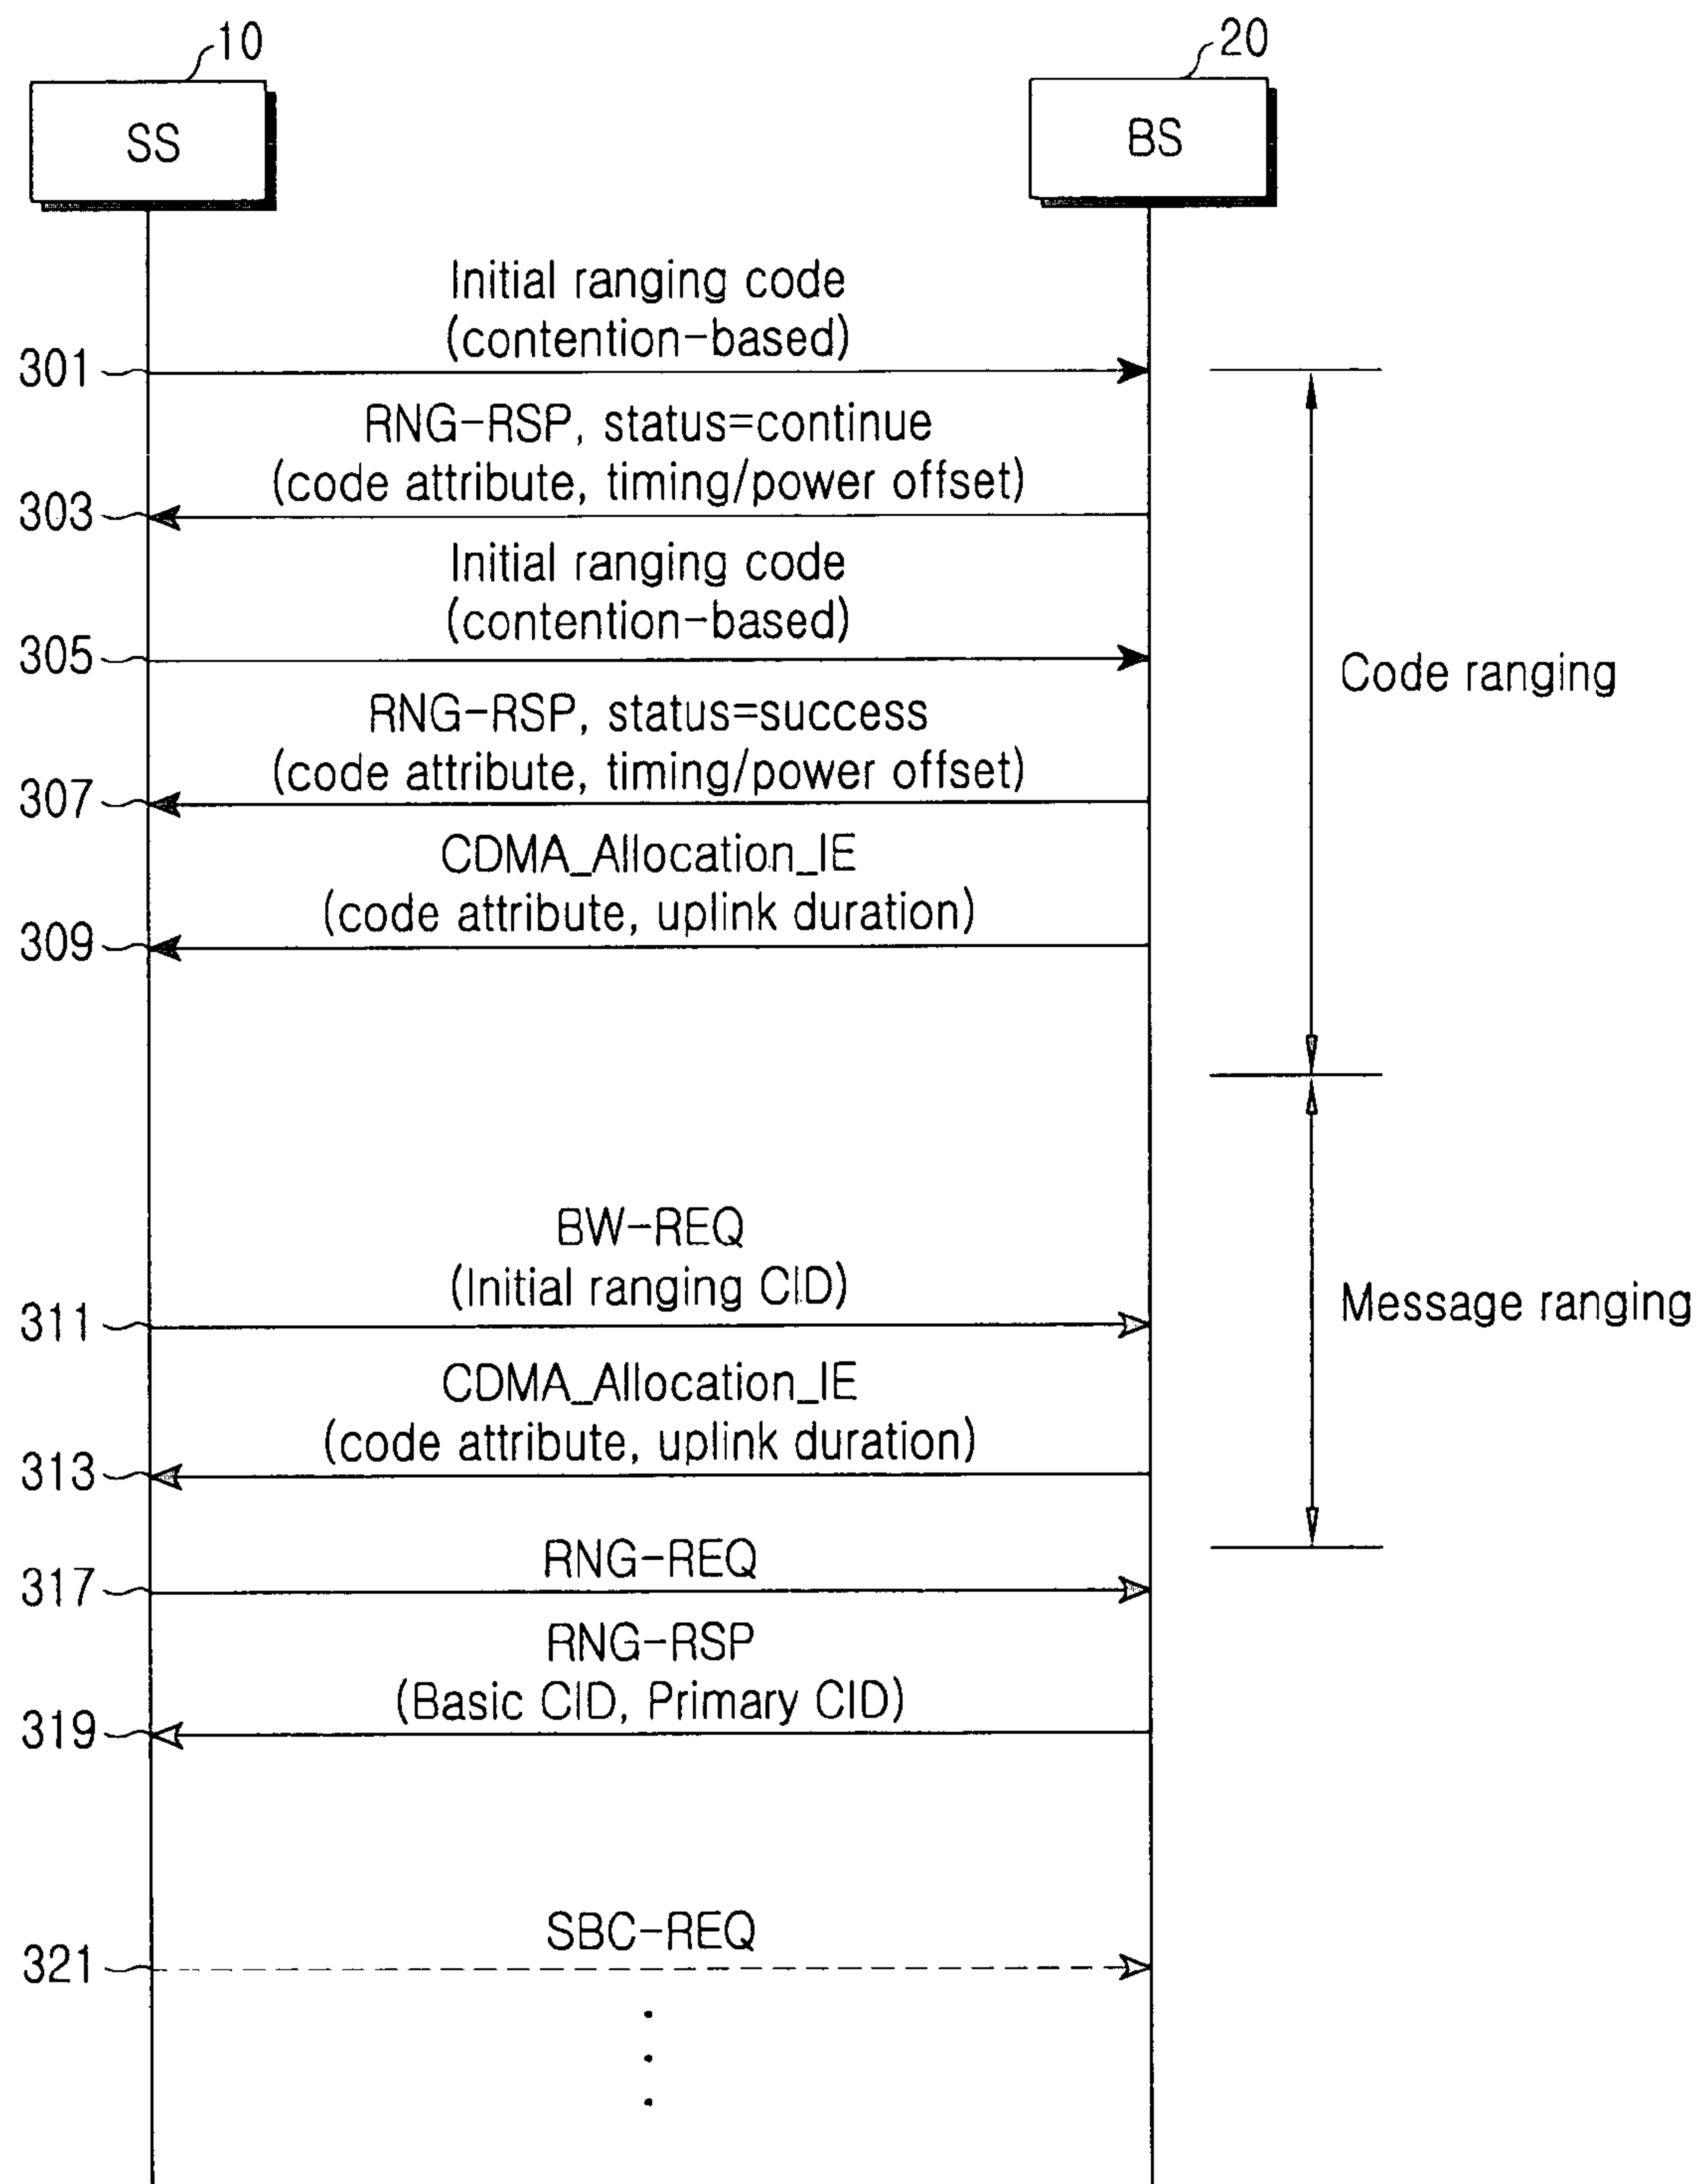 10
20
SS
BS
Initial ranging code
(contention-based)
301
RNG-RSP, status=continue
(code attribute, timing/power offset)
303
Initial ranging code
(contention-based)
305
Code ranging
RNG-RSP, status=success
(code attribute, timing/power offset)
307
CDMA_Allocation_IE
(code attribute, uplink duration)
309
BW-REQ
(Initial ranging CID)
311
Message ranging
CDMA_Allocation_IE
(code attribute, uplink duration)
313
RNG-REQ
317
RNG-RSP
(Basic CID, Primary CID)
319
SBC-REQ
321